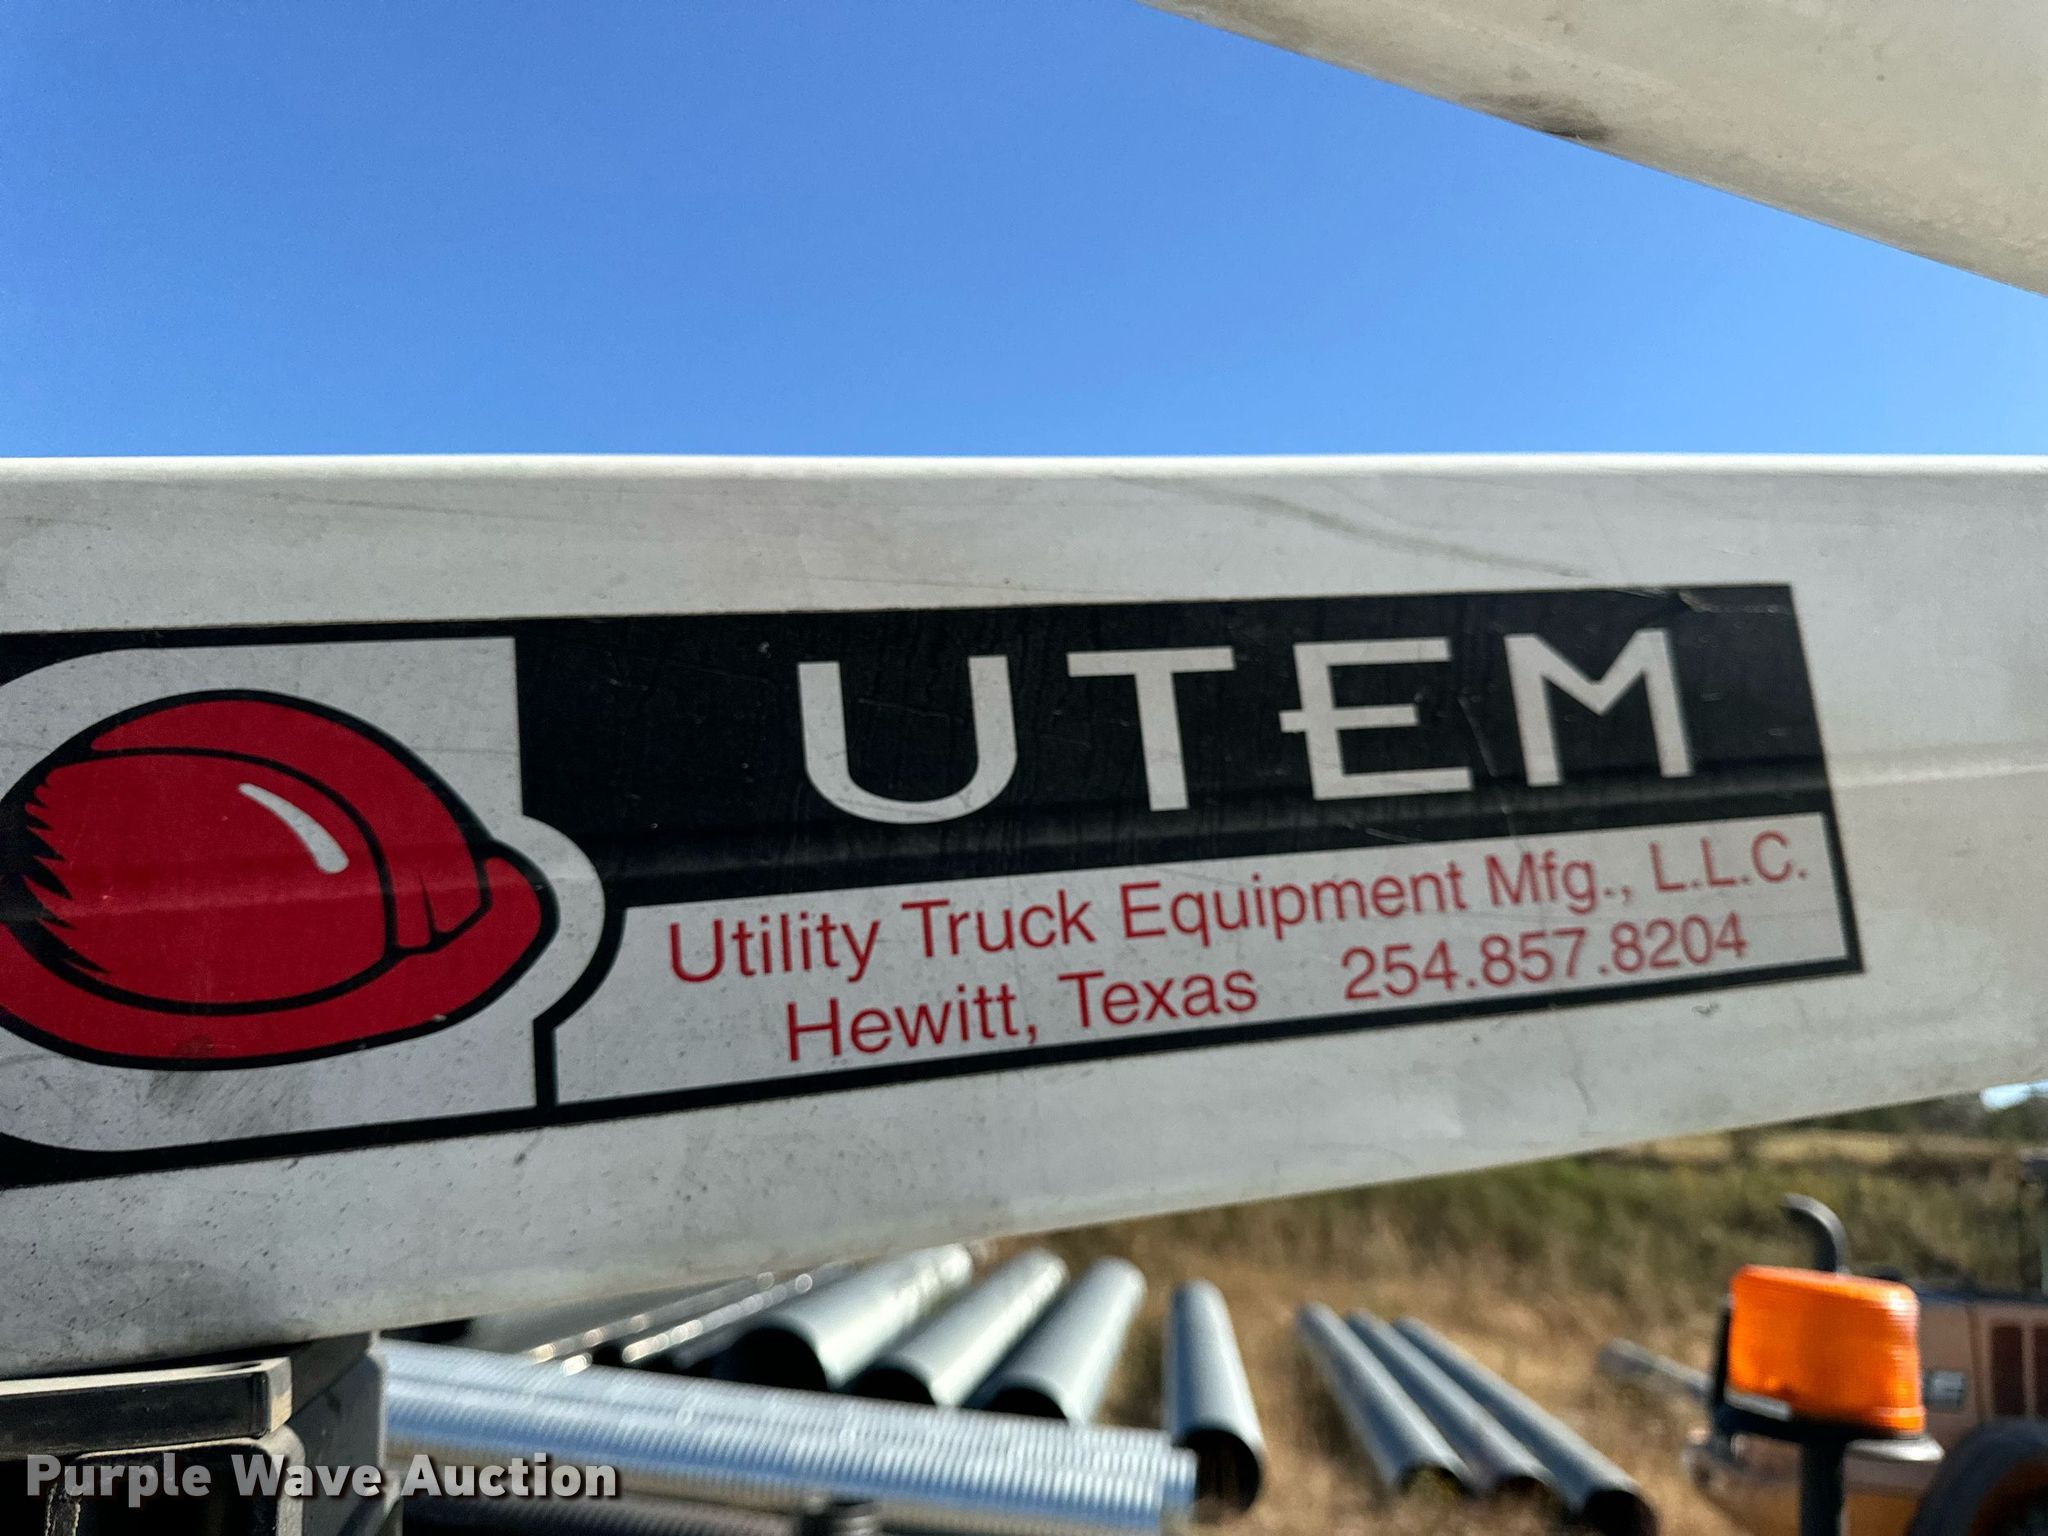 UTEM
Utility Truck Equipment Mfg., L.L.C.
Hewitt, Texas 254.857.8204
Purple Wave Auction